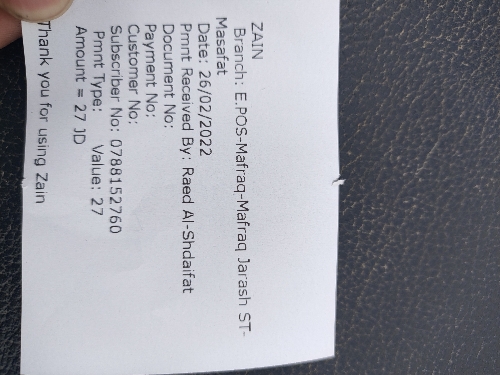 ZAIN
Branch: E.POS-Mafraq-Mafraq Jarash ST-
Masafat
Date: 26/02/2022
Pmnt Received By: Raed Al-Shdaifat
Document No:
Payment No:
Customer No:
Subscriber No: 0788152760
Pmnt Type: Value: 27
Amount = 27 JD
Thank you for using Zain